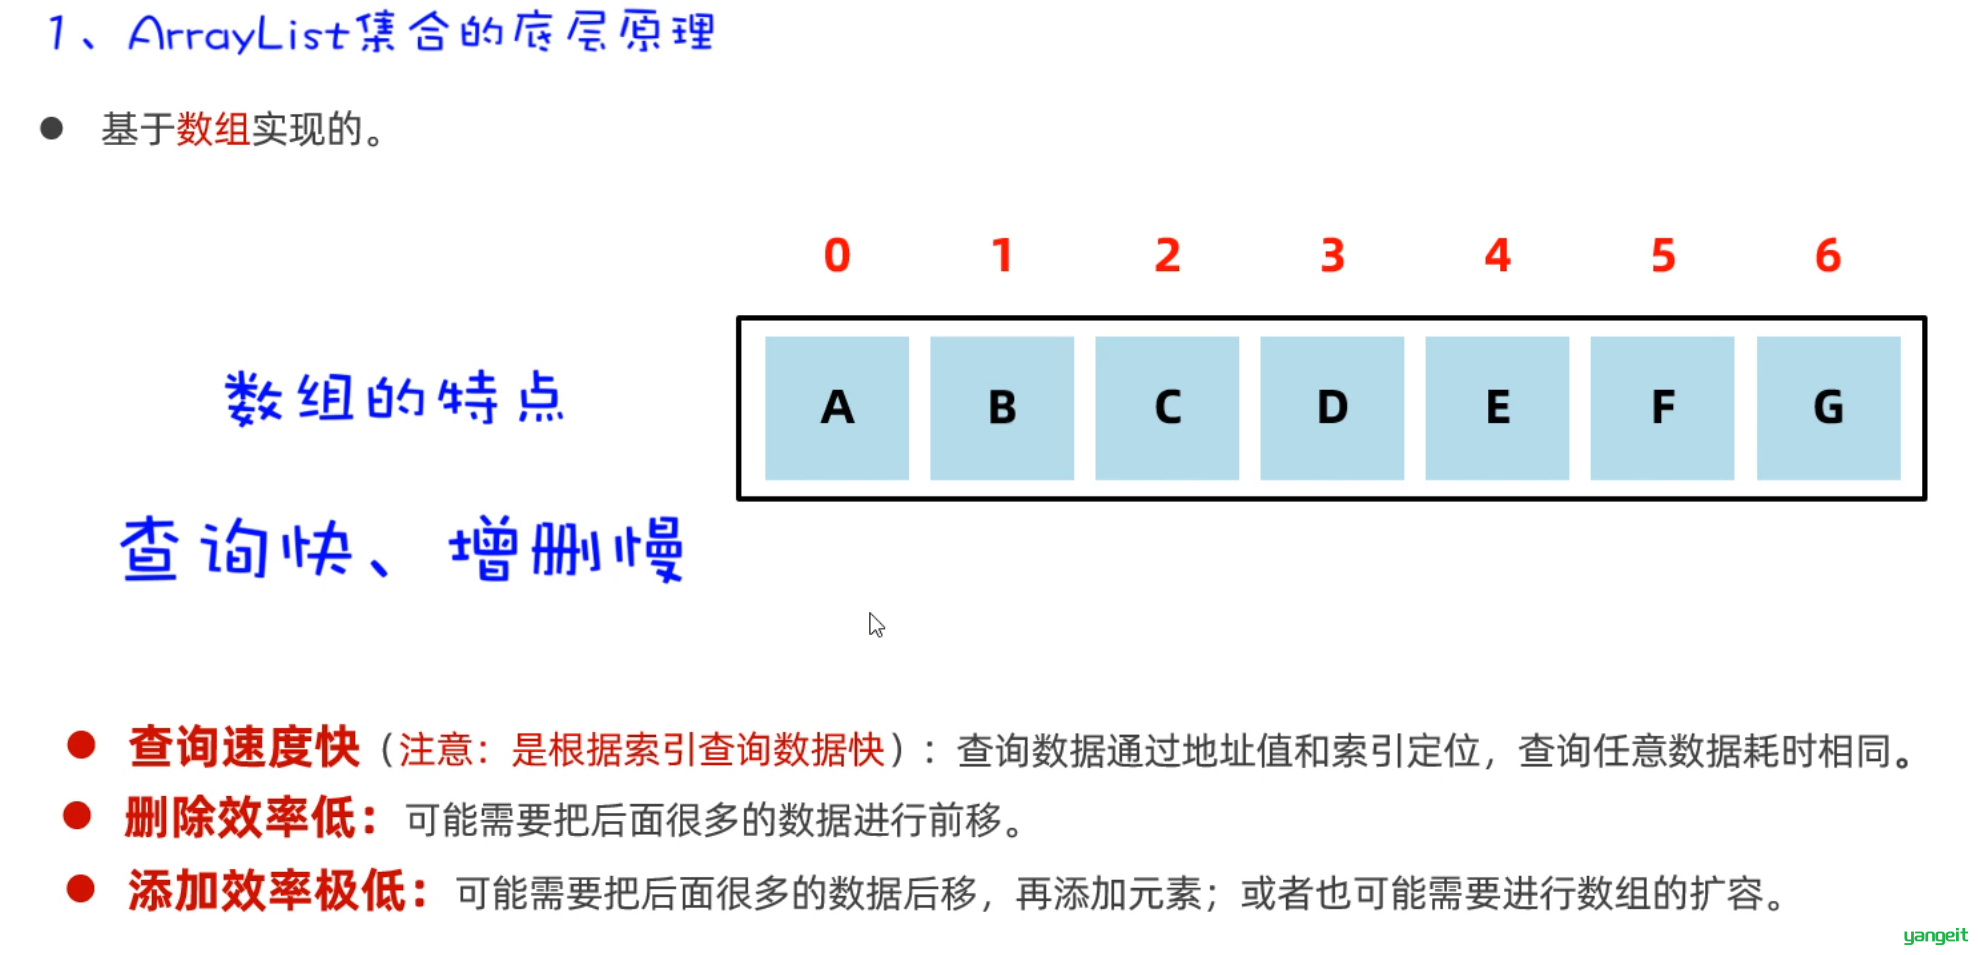 1、ArrayList集合的底层原理
基于数组实现的。
0 1 2 3 4 5 6
A B C D E F G
数组的特点
查询快、增删慢
查询速度快（注意：是根据索引查询数据快）：查询数据通过地址值和索引定位，查询任意数据耗时相同。
删除效率低：可能需要把后面很多的数据进行前移。
添加效率极低：可能需要把后面很多的数据后移，再添加元素；或者也可能需要进行数组的扩容。
yangeit